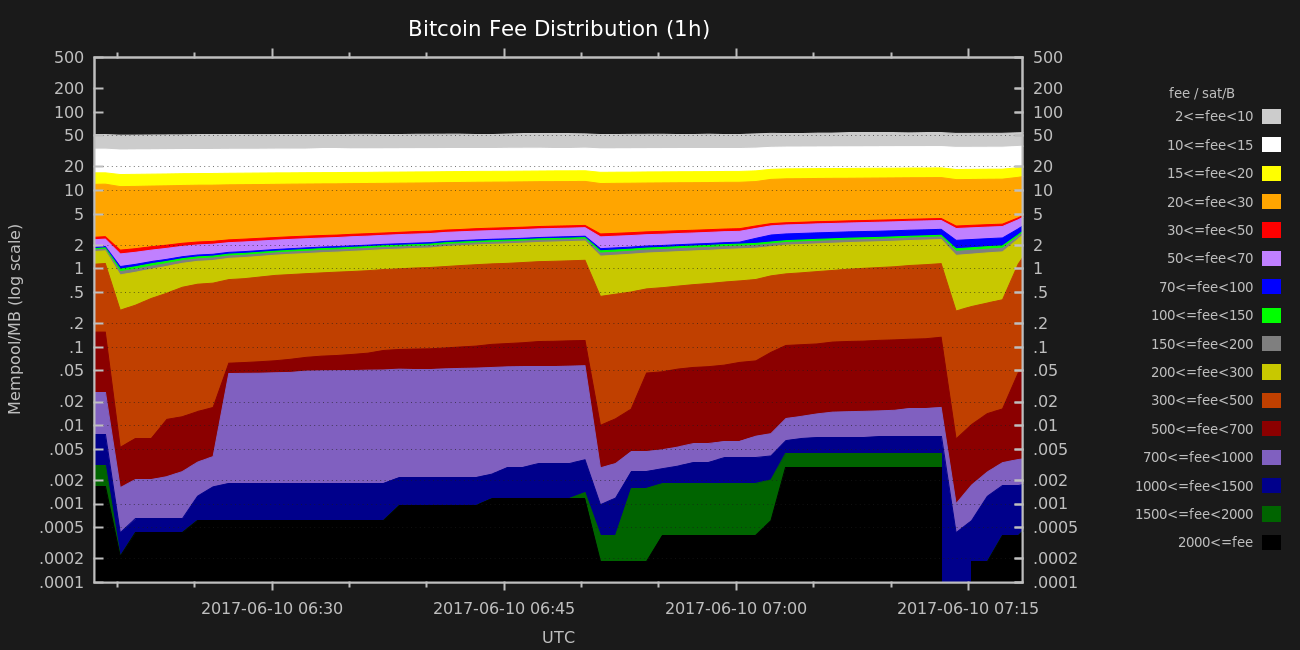 Bitcoin Fee Distribution (1h)
500
200
100
50
20
10
5
2
1
.5
.2
.1
.05
.02
.01
.005
.002
.001
.0005
.0002
.0001
Mempool/MB (log scale)
500
200
100
50
20
10
5
2
1
.5
.2
.1
.05
.02
.01
.005
.002
.001
.0005
.0002
.0001
2017-06-10 06:30 2017-06-10 06:45 2017-06-10 07:00 2017-06-10 07:15
UTC
fee / sat/B
2<=fee<10
10<=fee<15
15<=fee<20
20<=fee<30
30<=fee<50
50<=fee<70
70<=fee<100
100<=fee<150
150<=fee<200
200<=fee<300
300<=fee<500
500<=fee<700
700<=fee<1000
1000<=fee<1500
1500<=fee<2000
2000<=fee